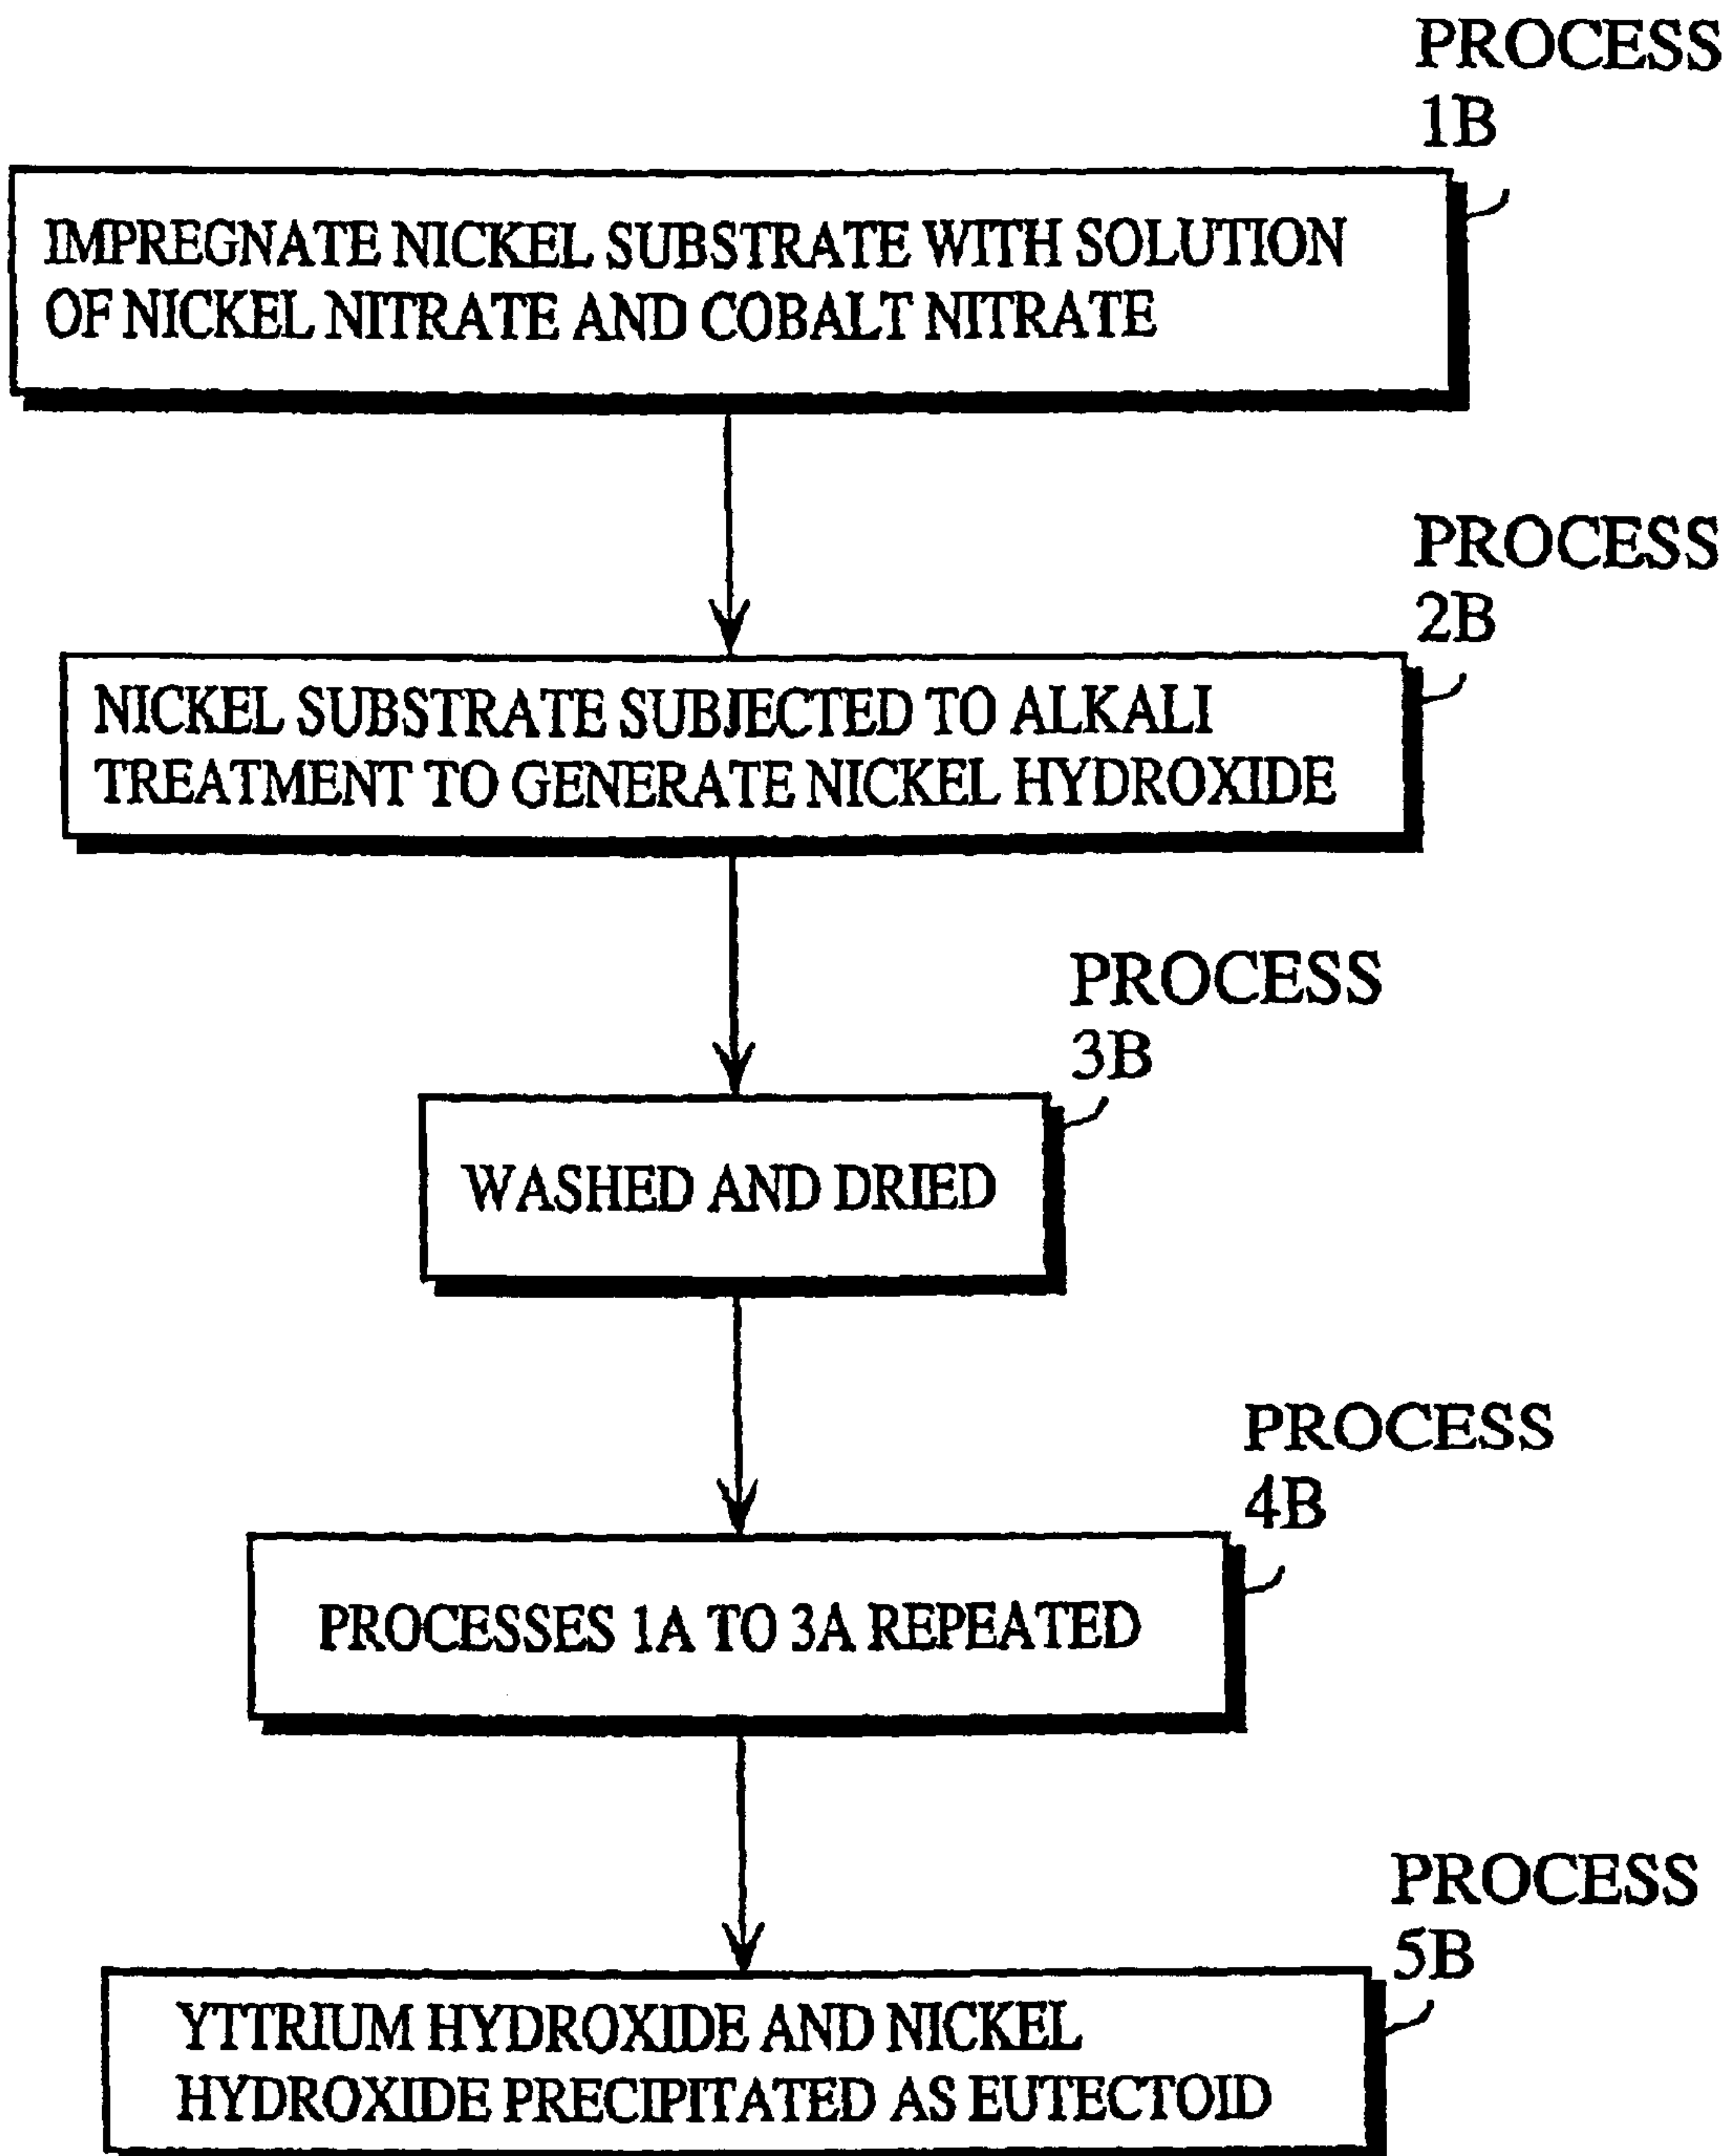 PROCESS
1B
IMPREGNATE NICKEL SUBSTRATE WITH SOLUTION
OF NICKEL NITRATE AND COBALT NITRATE
PROCESS
2B
NICKEL SUBSTRATE SUBJECTED TO ALKALI
TREATMENT TO GENERATE NICKEL HYDROXIDE
PROCESS
3B
WASHED AND DRIED
PROCESS
4B
PROCESSES 1A TO 3A REPEATED
PROCESS
5B
YTTRIUM HYDROXIDE AND NICKEL
HYDROXIDE PRECIPITATED AS EUTECTOID